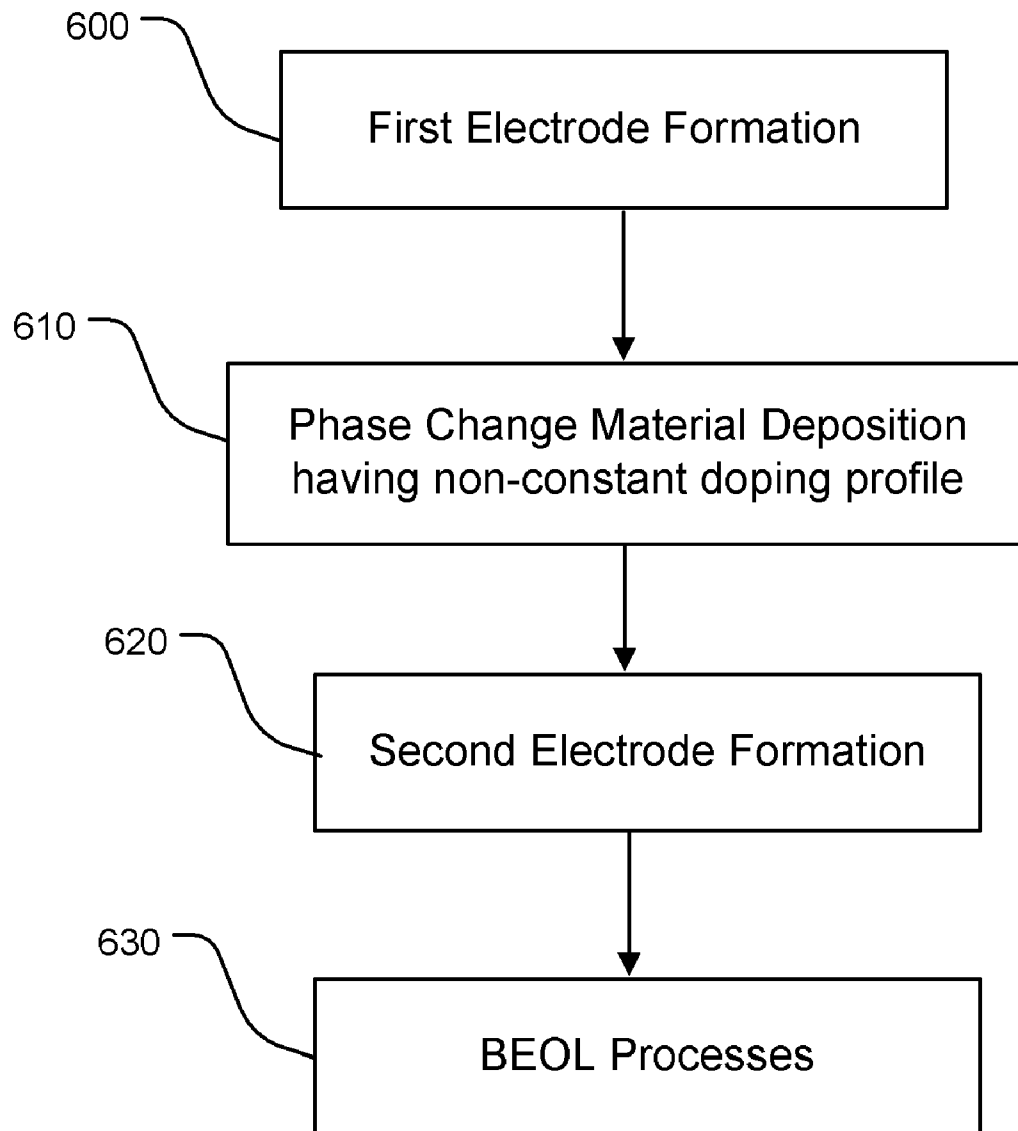 600
First Electrode Formation
610
Phase Change Material Deposition
having non-constant doping profile
620
Second Electrode Formation
630
BEOL Processes